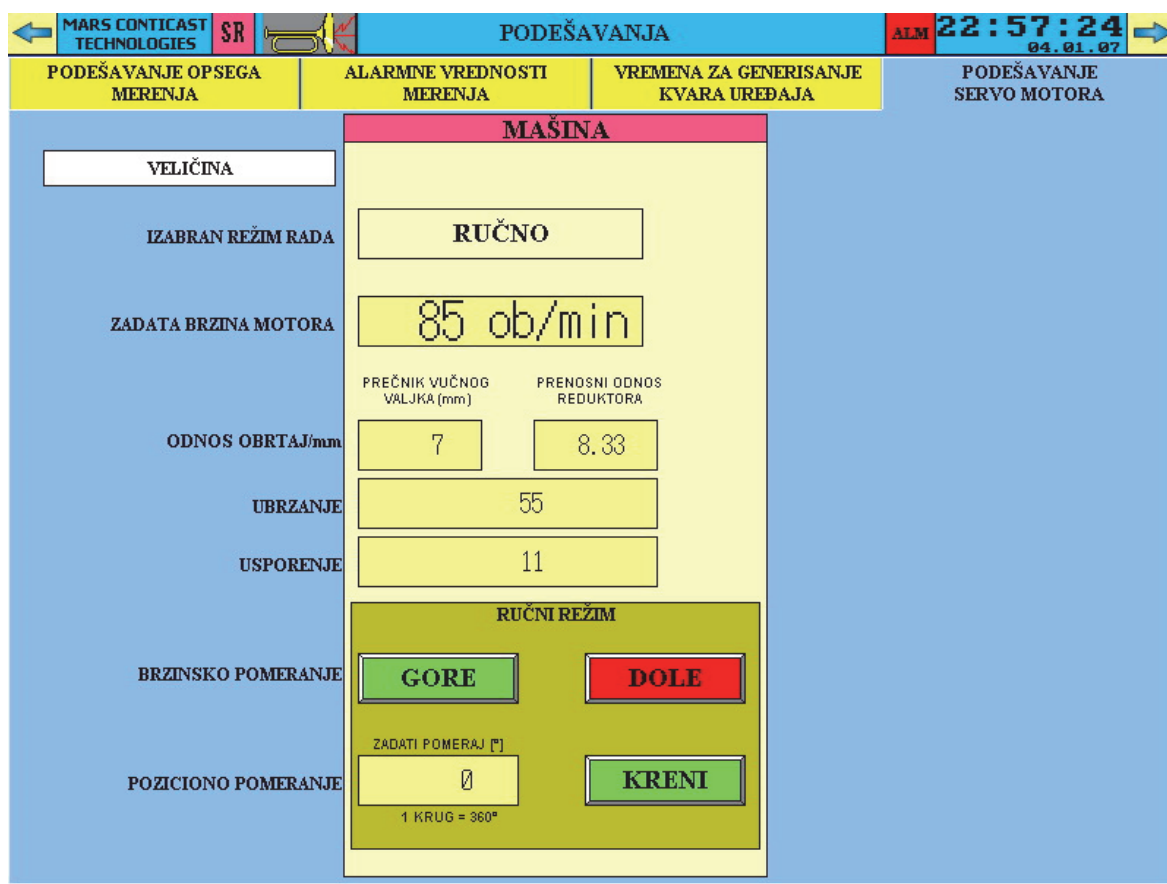 MARS CONTICAST
TECHNOLOGIES
SR
PODEŠAVANJA
ALM
22:57:24
04.01.07
PODEŠAVANJE OPSEGA
MERENJA
ALARMNE VREDNOSTI
MERENJA
VREMENA ZA GENERISANJE
KVARA UREĐAJA
PODEŠAVANJE
SERVO MOTORA
MAŠINA
VELIČINA
IZABRAN REŽIM RADA
RUČNO
ZADATA BRZINA MOTORA
85 ob/min
PREČNIK VUČNOG
VALJKA (mm)
PRENOSNI ODNOS
REDUKTORA
ODNOS OBRTAJ/mm
7
8.33
UBRZANJE
55
USPORENJE
11
RUČNI REŽIM
BRZINSKO POMERANJE
GORE
DOLE
ZADATI POMERAJ [º]
POZICIONO POMERANJE
0
KRENI
1 KRUG = 360º